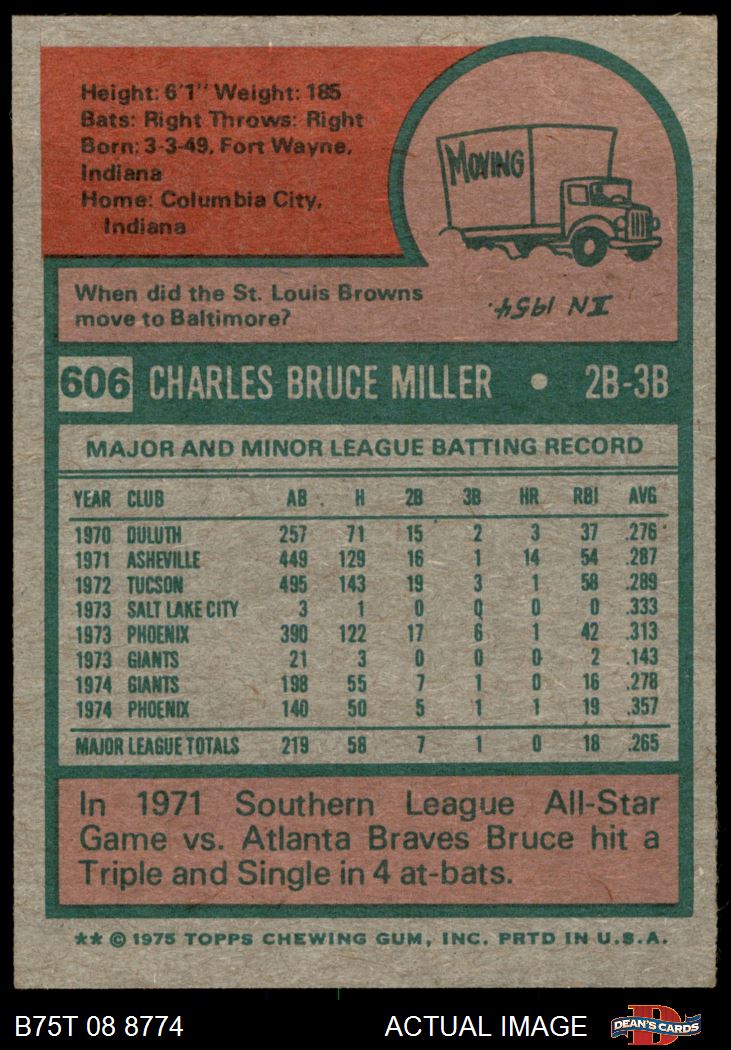 Height: 6'1" Weight: 185
Bats: Right Throws: Right
Born: 3-3-49, Fort Wayne,
Indiana
Home: Columbia City,
Indiana
MOVING
When did the St. Louis Browns
move to Baltimore?
IN 1954.
606 CHARLES BRUCE MILLER • 2B-3B
MAJOR AND MINOR LEAGUE BATTING RECORD
YEAR CLUB AB H 2B 3B HR RBI AVG
1970 DULUTH 257 71 15 2 3 37 .276
1971 ASHEVILLE 449 129 16 1 14 54 .287
1972 TUCSON 495 143 19 3 1 58 .289
1973 SALT LAKE CITY 3 1 0 0 0 0 .333
1973 PHOENIX 390 122 17 6 1 42 .313
1973 GIANTS 21 3 0 0 0 2 .143
1974 GIANTS 198 55 7 1 0 16 .278
1974 PHOENIX 140 50 5 1 1 19 .357
MAJOR LEAGUE TOTALS 219 58 7 1 0 18 .265
In 1971 Southern League All-Star
Game vs. Atlanta Braves Bruce hit a
Triple and Single in 4 at-bats.
** © 1975 TOPPS CHEWING GUM, INC. PRTD IN U.S.A.
B75T 08 8774 ACTUAL IMAGE DEAN'S CARDS